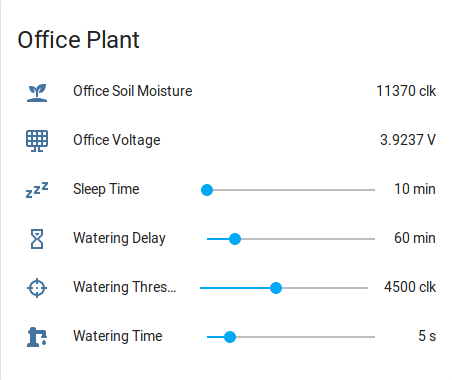 Office Plant
Office Soil Moisture 11370 clk
Office Voltage 3.9237 V
Sleep Time 10 min
Watering Delay 60 min
Watering Thres... 4500 clk
Watering Time 5 s